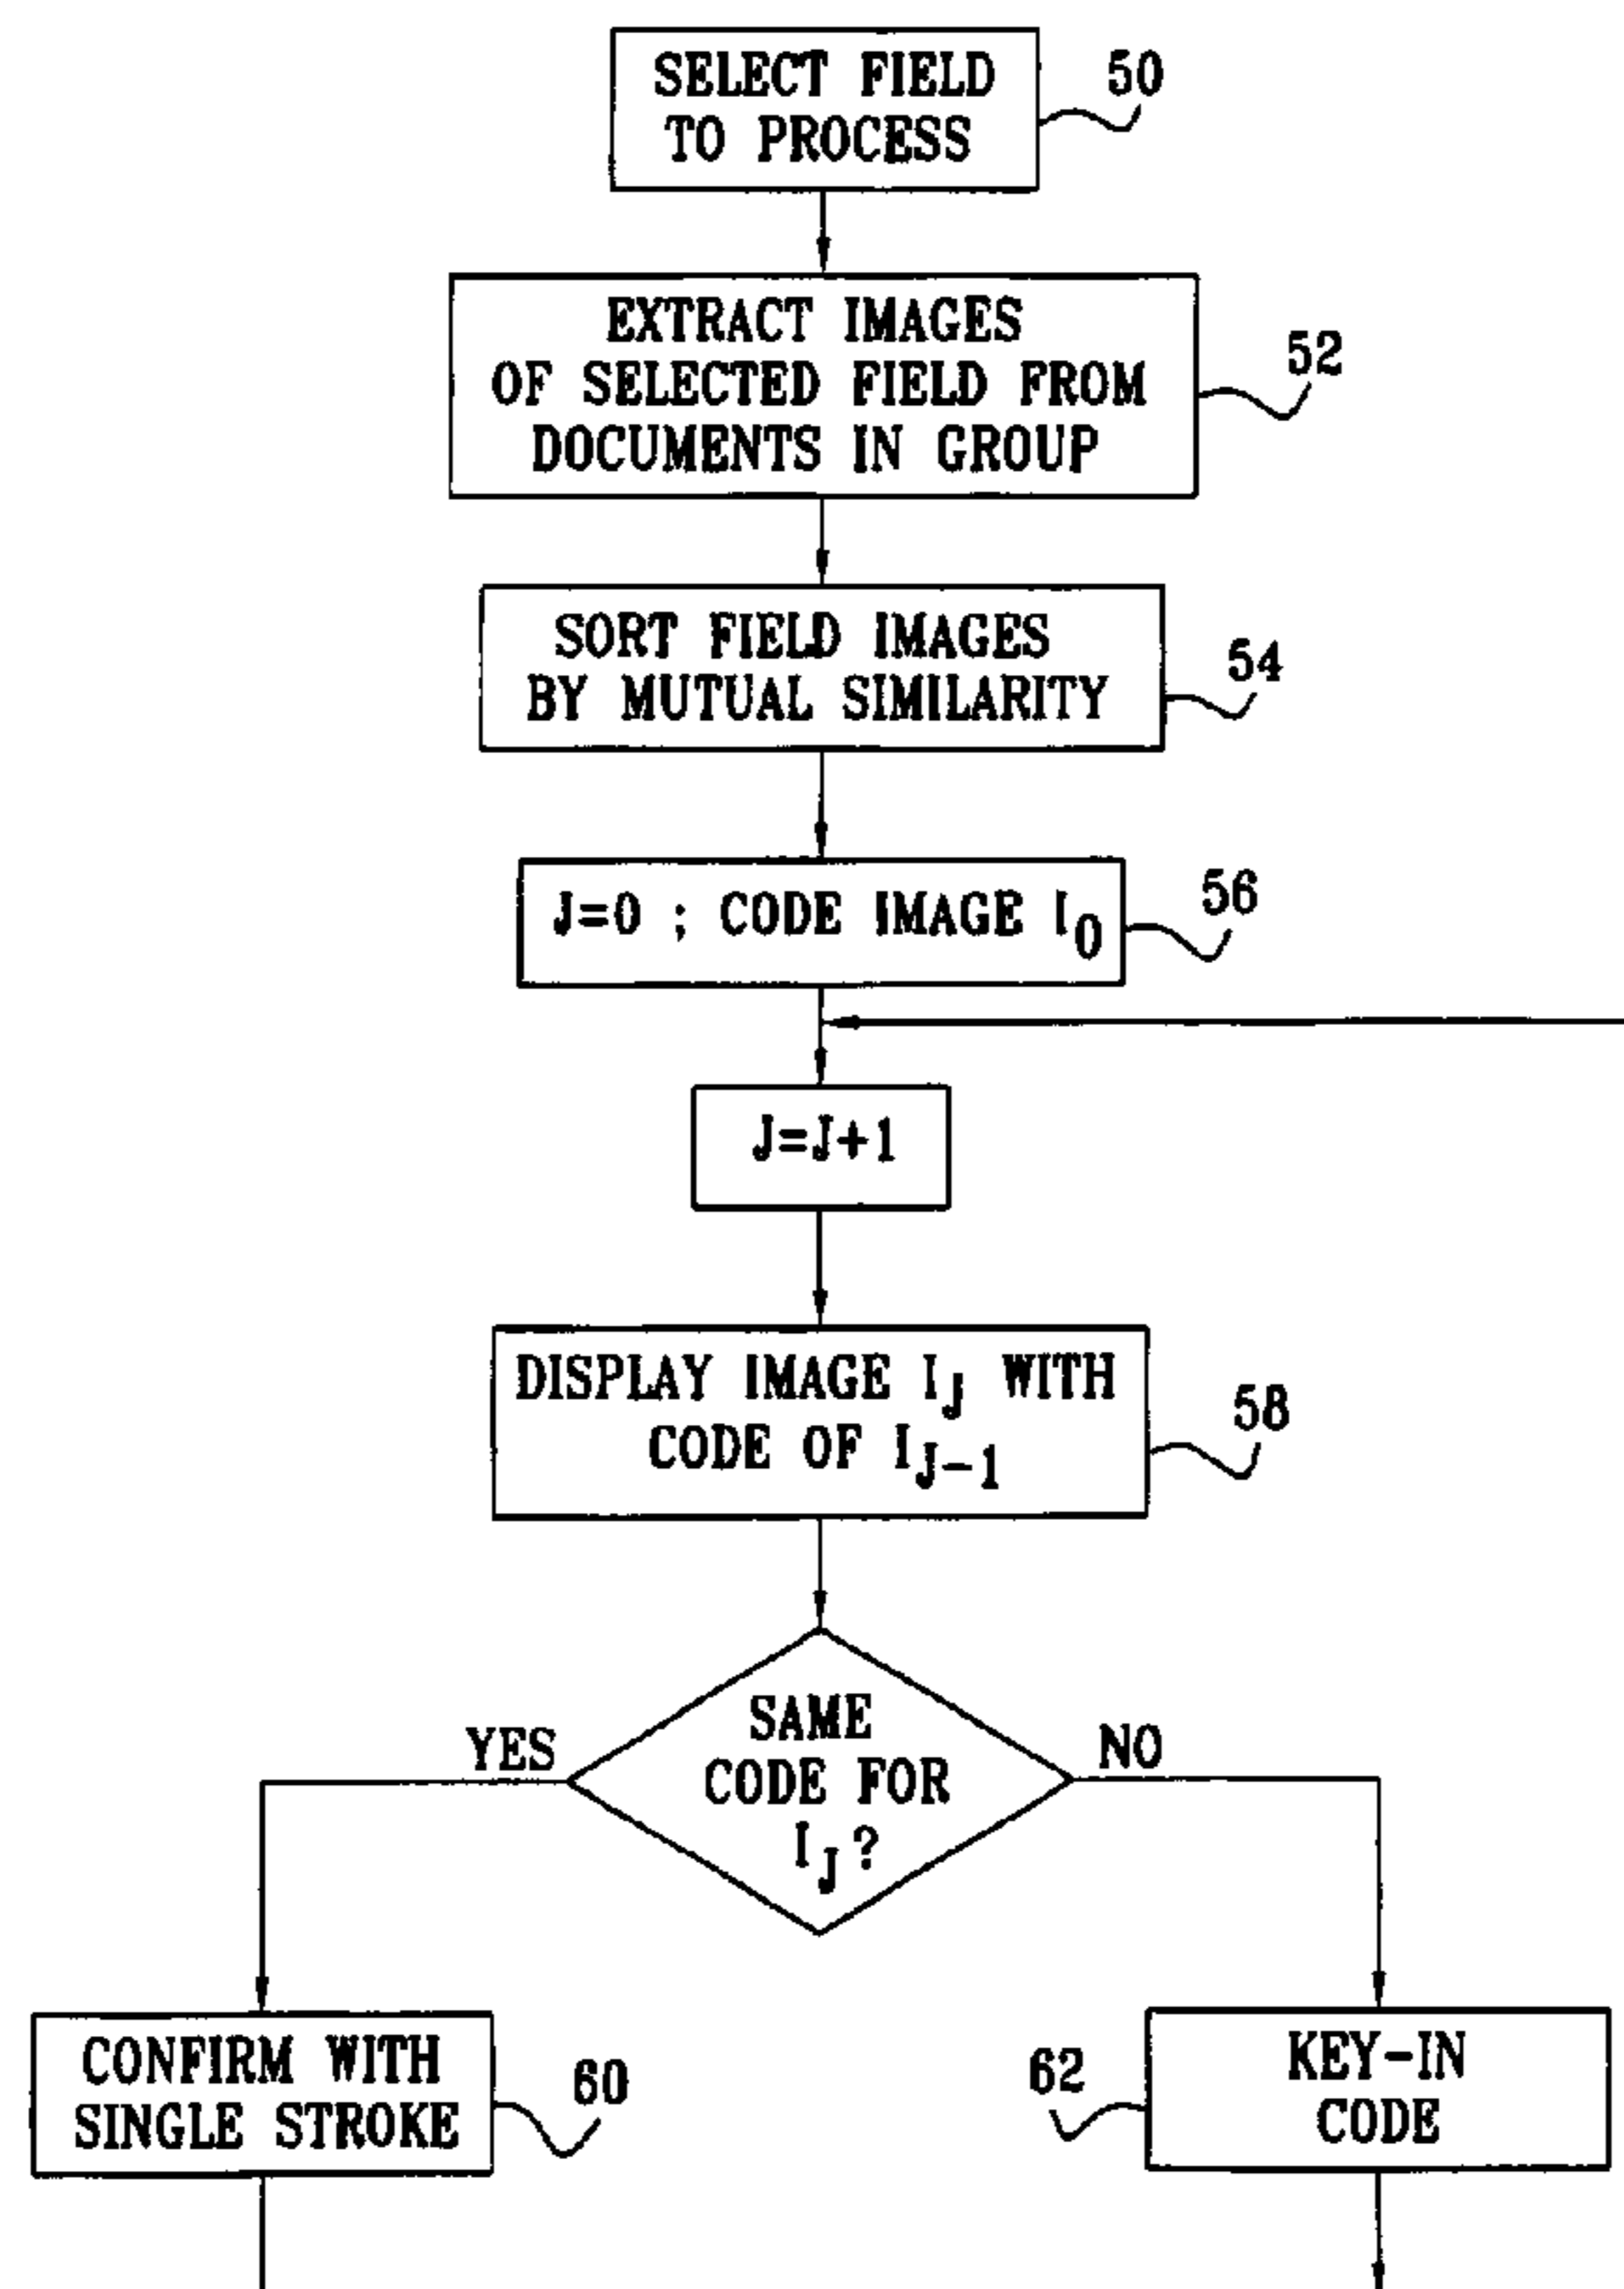 SELECT FIELD
TO PROCESS
50
EXTRACT IMAGES
OF SELECTED FIELD FROM
DOCUMENTS IN GROUP
52
SORT FIELD IMAGES
BY MUTUAL SIMILARITY
54
J=0 ; CODE IMAGE I0
56
J=J+1
DISPLAY IMAGE IJ WITH
CODE OF IJ-1
58
SAME
CODE FOR
IJ?
YES
NO
CONFIRM WITH
SINGLE STROKE
60
62
KEY-IN
CODE